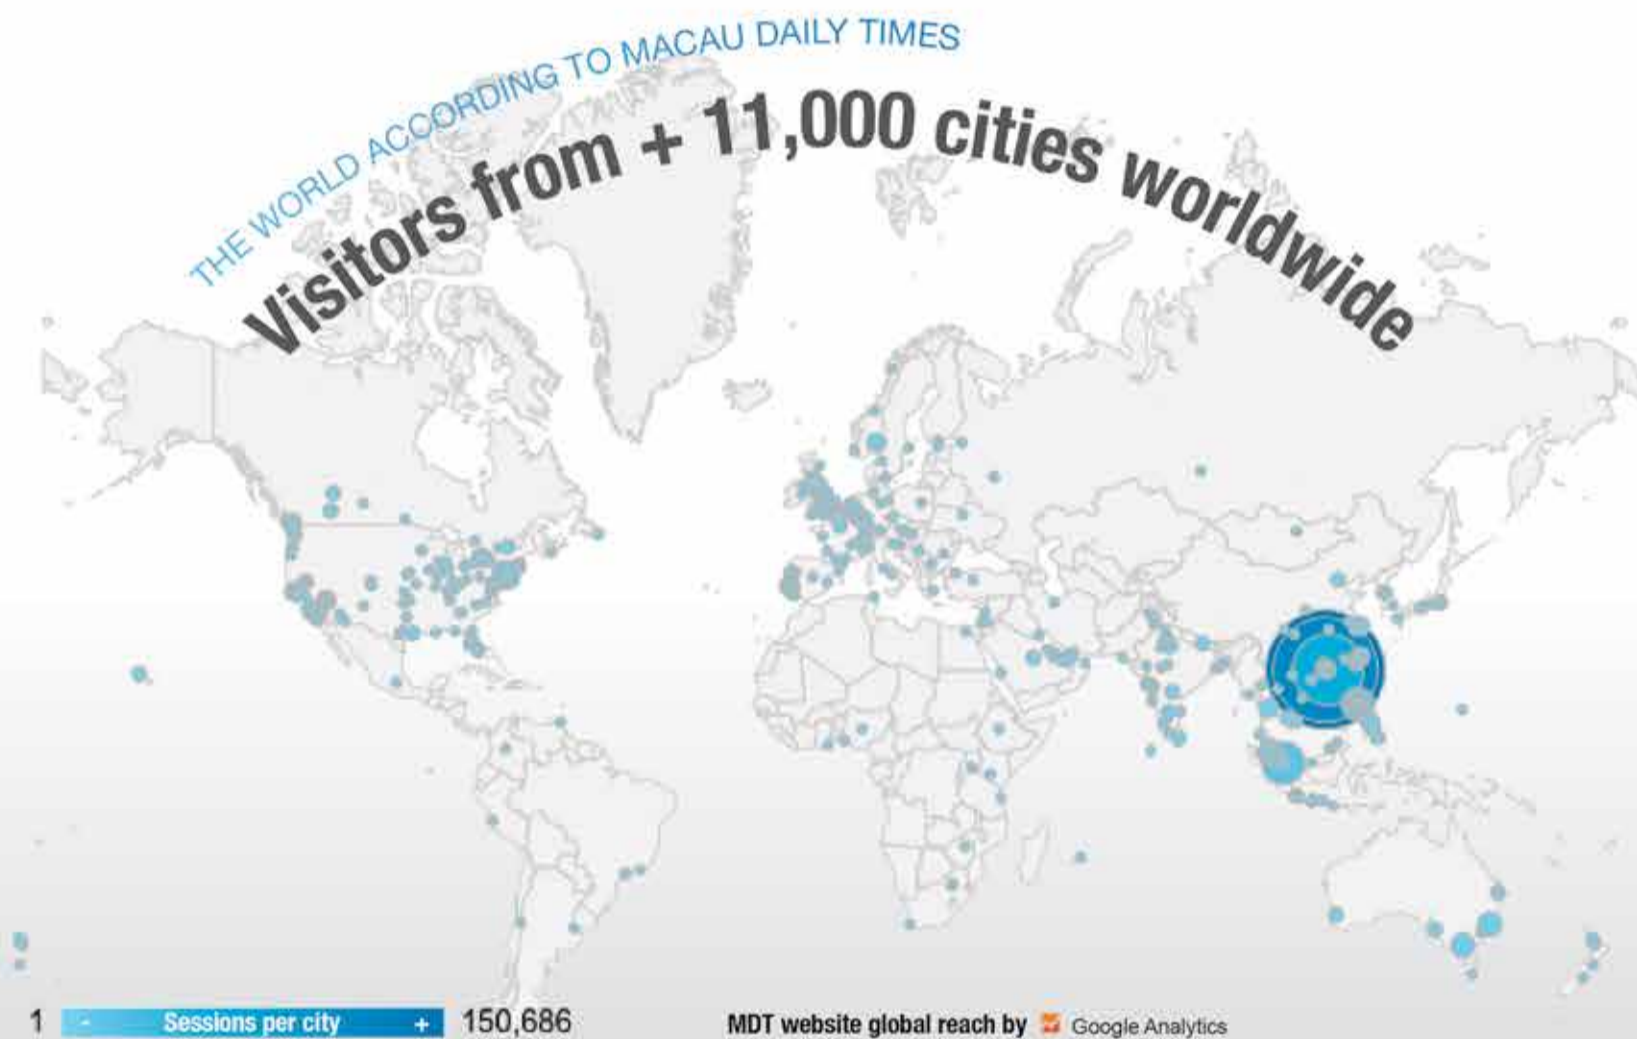 THE WORLD ACCORDING TO MACAU DAILY TIMES
Visitors from + 11,000 cities worldwide
1 - Sessions per city + 150,686
MDT website global reach by Google Analytics